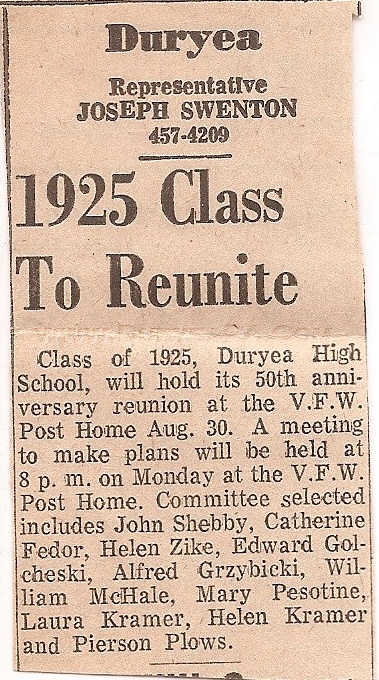 Duryea
Representative
JOSEPH SWENTON
457-4209
1925 Class
To Reunite
Class of 1925, Duryea High
School, will hold its 50th anni-
versary reunion at the V.F.W.
Post Home Aug. 30. A meeting
to make plans will be held at
8 p. m. on Monday at the V.F.W.
Post Home. Committee selected
includes John Shebby, Catherine
Fedor, Helen Zike, Edward Gol-
cheski, Alfred Grzybicki, Wil-
liam McHale, Mary Pesotine,
Laura Kramer, Helen Kramer
and Pierson Plows.